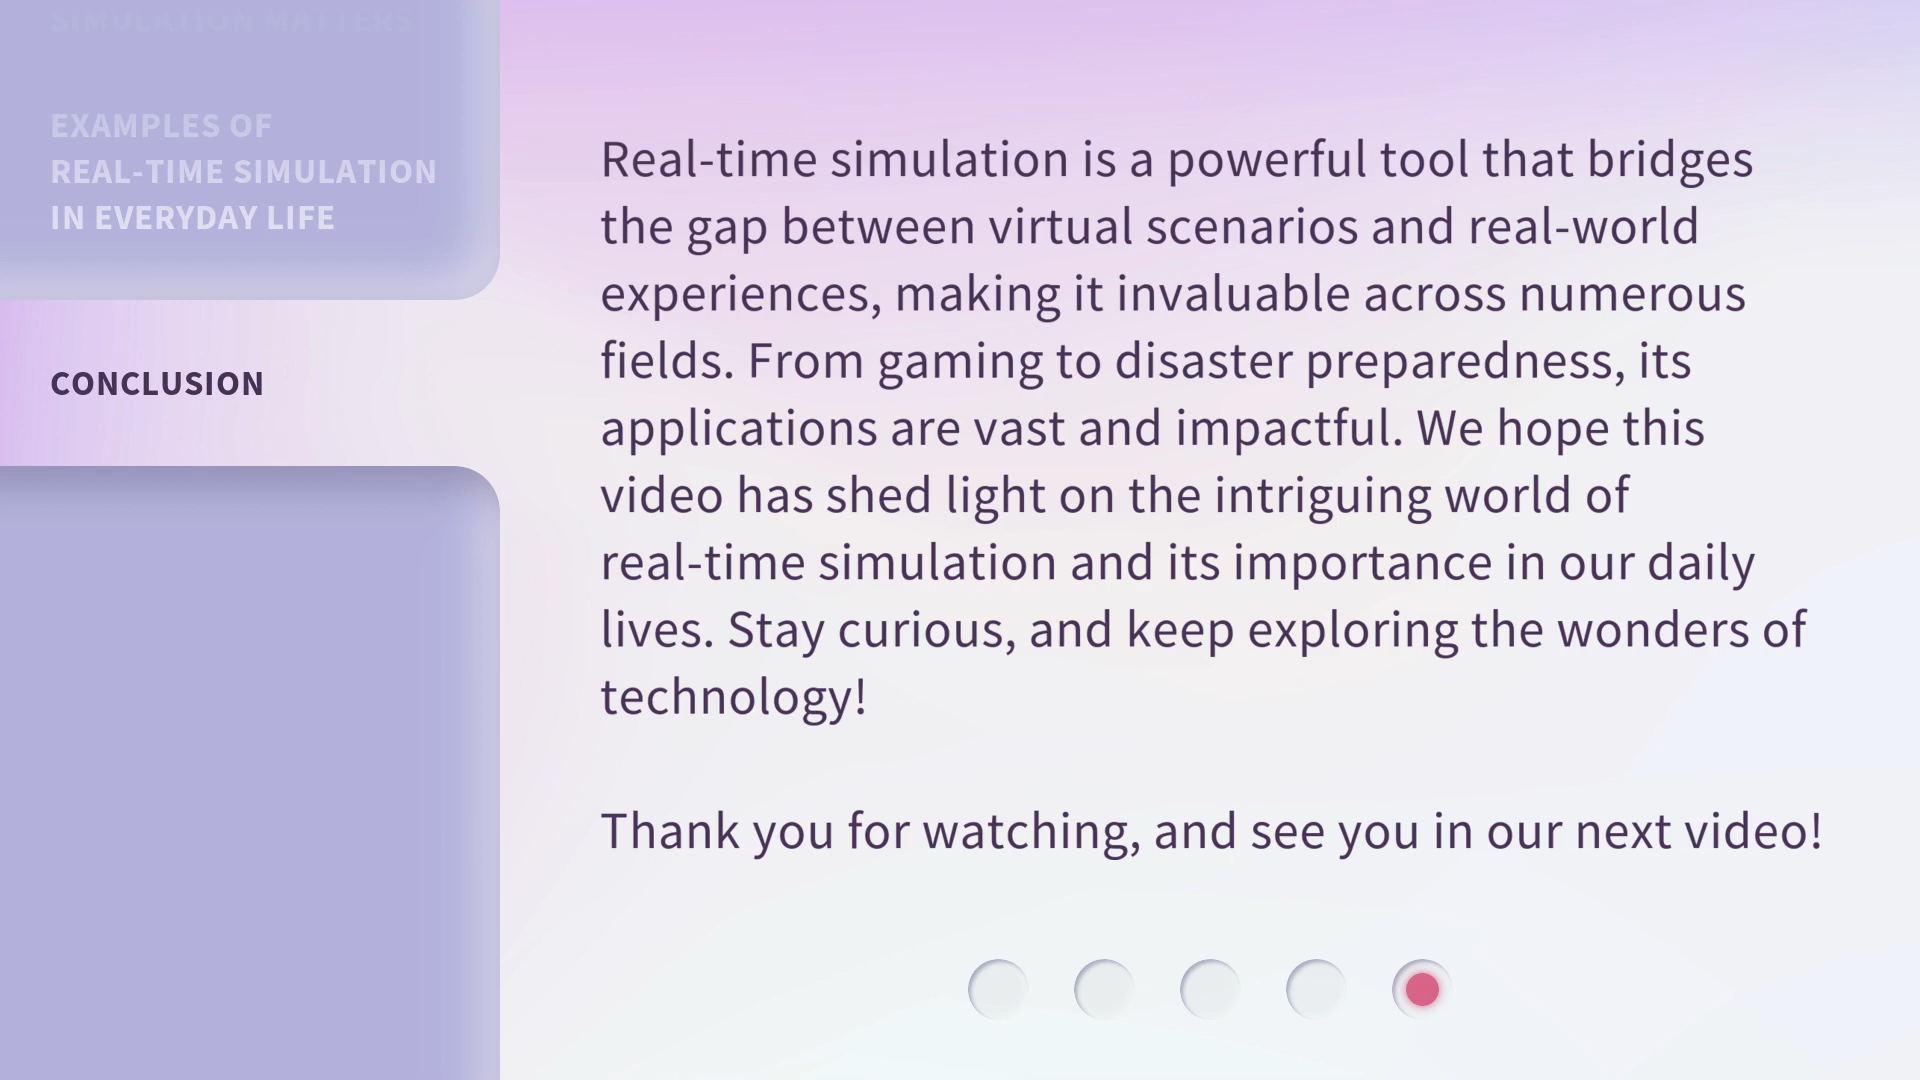 SIMULATION MATTERS
EXAMPLES OF
REAL-TIME SIMULATION
IN EVERYDAY LIFE
CONCLUSION
Real-time simulation is a powerful tool that bridges
the gap between virtual scenarios and real-world
experiences, making it invaluable across numerous
fields. From gaming to disaster preparedness, its
applications are vast and impactful. We hope this
video has shed light on the intriguing world of
real-time simulation and its importance in our daily
lives. Stay curious, and keep exploring the wonders of
technology!
Thank you for watching, and see you in our next video!